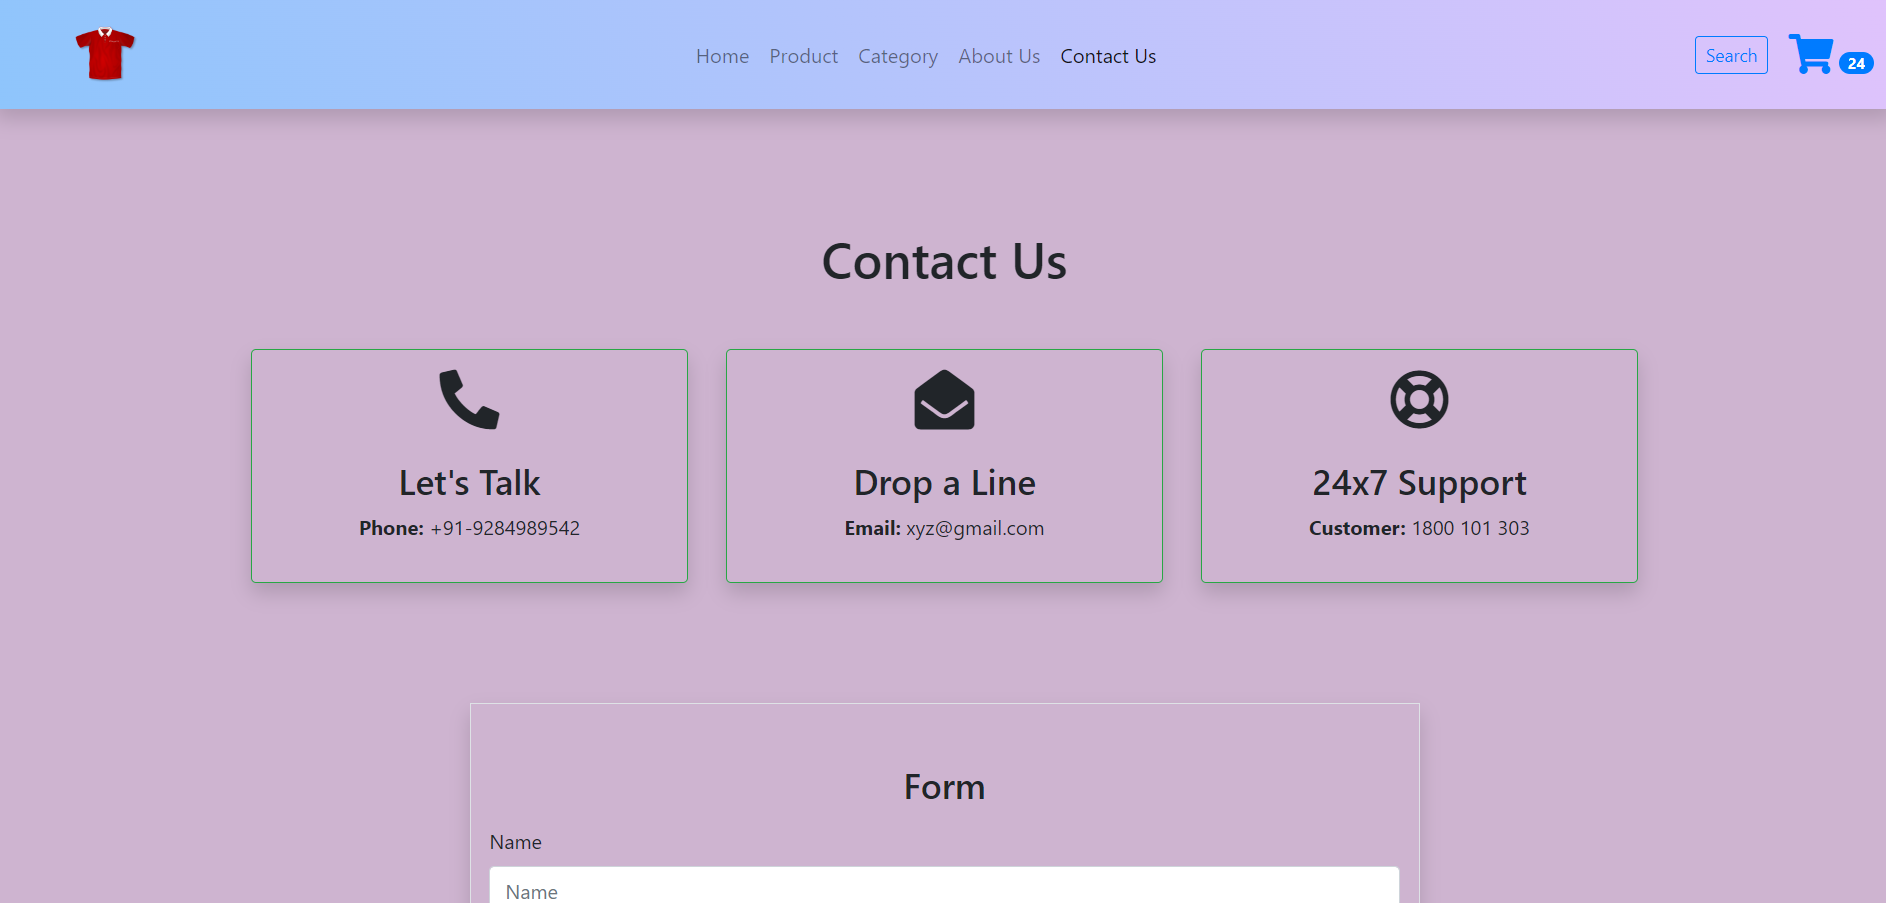 Home Product Category About Us Contact Us Search 24
Contact Us
Let's Talk
Phone: +91-9284989542
Drop a Line
Email: xyz@gmail.com
24x7 Support
Customer: 1800 101 303
Form
Name
Name